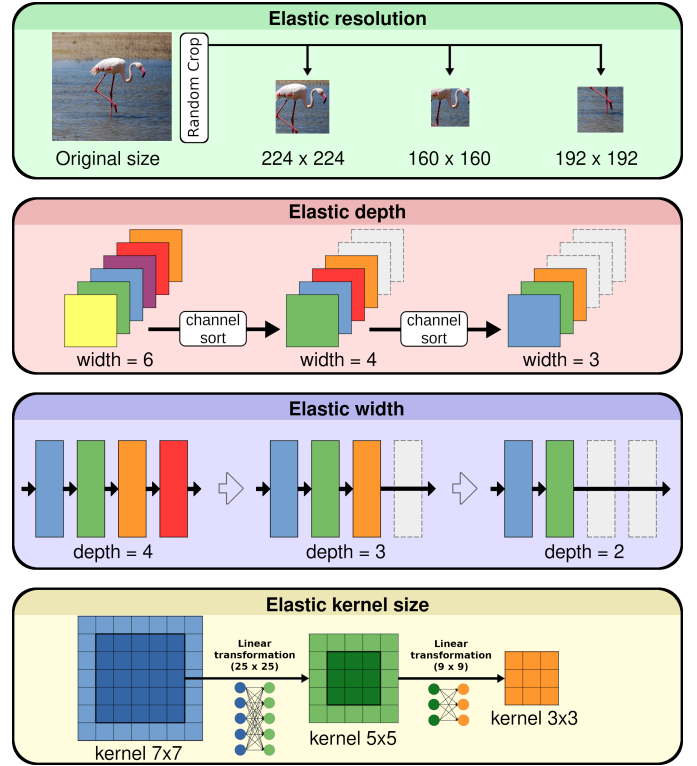 Elastic resolution
Random Crop
Original size
224 x 224
160 x 160
192 x 192
Elastic depth
channel
sort
channel
sort
width = 6
width = 4
width = 3
Elastic width
depth = 4
depth = 3
depth = 2
Elastic kernel size
Linear
transformation
(25 x 25)
Linear
transformation
(9 x 9)
kernel 7x7
kernel 5x5
kernel 3x3